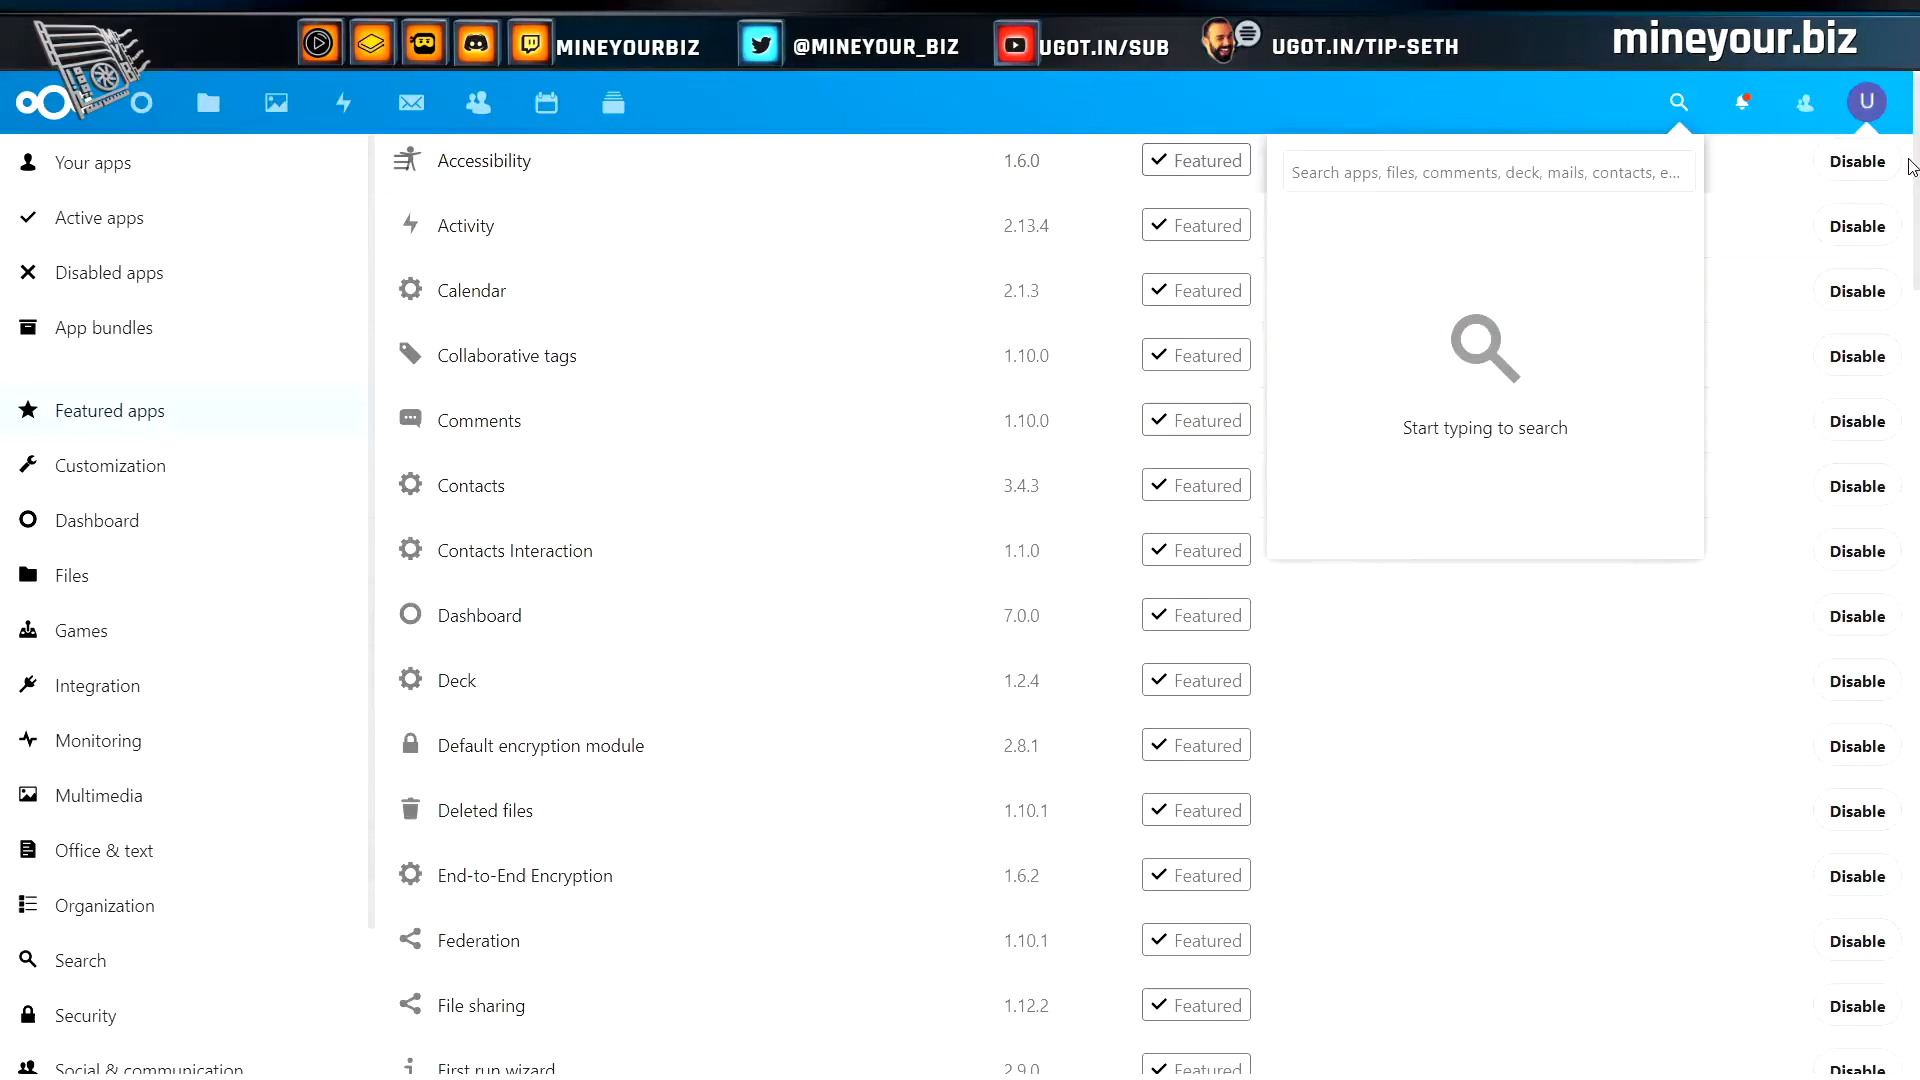 MINEYOURBIZ
@MINEYOUR_BIZ
UGOT.IN/SUB
UGOT.IN/TIP-SETH
mineyour.biz
U
Your apps
Active apps
Disabled apps
App bundles
Featured apps
Customization
Dashboard
Files
Games
Integration
Monitoring
Multimedia
Office & text
Organization
Search
Security
Social & communication
Accessibility 1.6.0 Featured Disable
Activity 2.13.4 Featured Disable
Calendar 2.1.3 Featured Disable
Collaborative tags 1.10.0 Featured Disable
Comments 1.10.0 Featured Disable
Contacts 3.4.3 Featured Disable
Contacts Interaction 1.1.0 Featured Disable
Dashboard 7.0.0 Featured Disable
Deck 1.2.4 Featured Disable
Default encryption module 2.8.1 Featured Disable
Deleted files 1.10.1 Featured Disable
End-to-End Encryption 1.6.2 Featured Disable
Federation 1.10.1 Featured Disable
File sharing 1.12.2 Featured Disable
First run wizard 2.9.0 Featured Disable
Search apps, files, comments, deck, mails, contacts, e...
Start typing to search